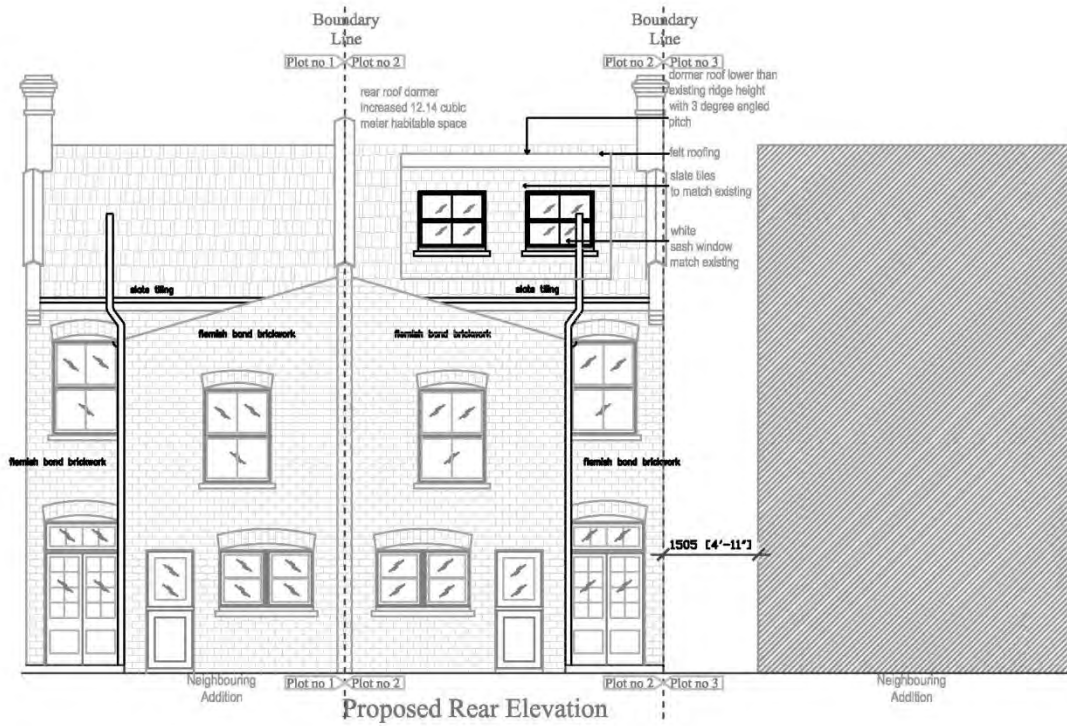 Boundary
Line
Plot no 1 Plot no 2
Boundary
Line
Plot no 2 Plot no 3
rear roof dormer
increased 12.14 cubic
meter habitable space
dormer roof lower than
existing ridge height
with 3 degree angled
pitch
felt roofing
slate tiles
to match existing
white
sash window
match existing
slate tiling
slate tiling
flemish bond brickwork
flemish bond brickwork
flemish bond brickwork
flemish bond brickwork
1505 [4'-11"]
Neighbouring
Addition
Plot no 1 Plot no 2
Plot no 2 Plot no 3
Neighbouring
Addition
Proposed Rear Elevation